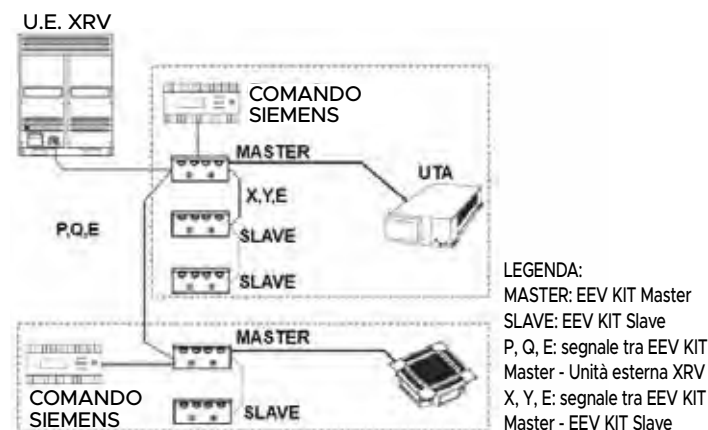 U.E. XRV
COMANDO
SIEMENS
MASTER
UTA
X,Y,E
P,Q,E
SLAVE
SLAVE
MASTER
COMANDO
SIEMENS
SLAVE
LEGENDA:
MASTER: EEV KIT Master
SLAVE: EEV KIT Slave
P, Q, E: segnale tra EEV KIT
Master - Unità esterna XRV
X, Y, E: segnale tra EEV KIT
Master - EEV KIT Slave